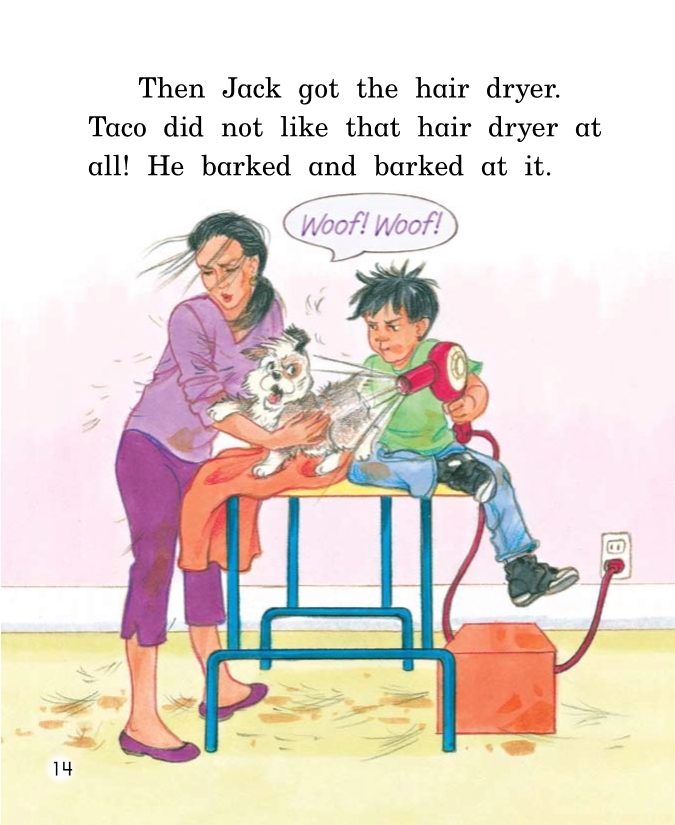 Then Jack got the hair dryer.
Taco did not like that hair dryer at
all! He barked and barked at it.
Woof! Woof!
14